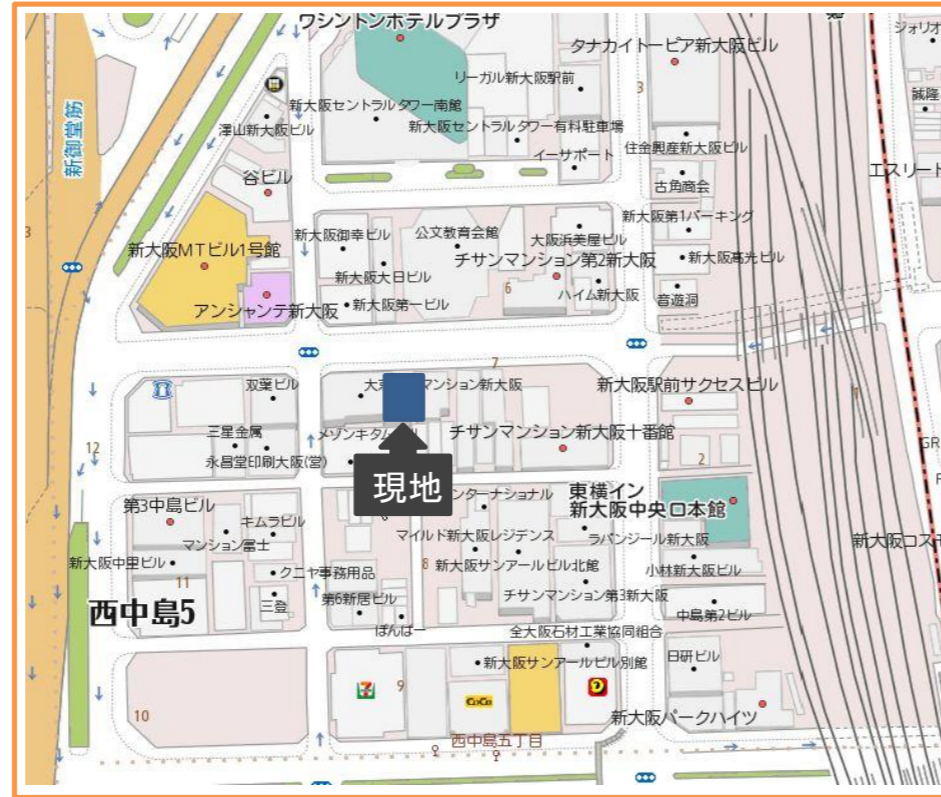 ワシントンホテルプラザ
タナカイトーピア新大阪ビル
ジョリオ
リーガル新大阪駅前
3
誠隆
新大阪セントラルタワー南館
新大阪セントラルタワー有料駐車場
澤山新大阪ビル
住金興産新大阪ビル
イーサポート
新御堂筋
エスリート
谷ビル
古角商会
3
新大阪第1パーキング
新大阪御幸ビル
公文教育会館
大阪浜美屋ビル
新大阪MTビル1号館
チサンマンション第2新大阪
新大阪高光ビル
新大阪大日ビル
6
ハイム新大阪
音遊洞
アンシャンテ新大阪
新大阪第一ビル
7
双葉ビル
マンション新大阪
新大阪駅前サクセスビル
1
三星金属
メゾンキタム
チサンマンション新大阪十番館
12
永昌堂印刷大阪(営)
2
GR
現地
ンターナショナル
東横イン
新大阪中央口本館
第3中島ビル
キムラビル
マイルド新大阪レジデンス
ラパンジール新大阪
マンション冨士
新大阪コスモ
新大阪中里ビル
8
新大阪サンアールビル北館
小林新大阪ビル
クニヤ事務用品
11
第6新居ビル
チサンマンション第3新大阪
西中島5
三登
中島第2ビル
ぽんぱー
全大阪石材工業協同組合
新大阪サンアールビル別館
日研ビル
9
CoCo
10
新大阪パークハイツ
西中島五丁目